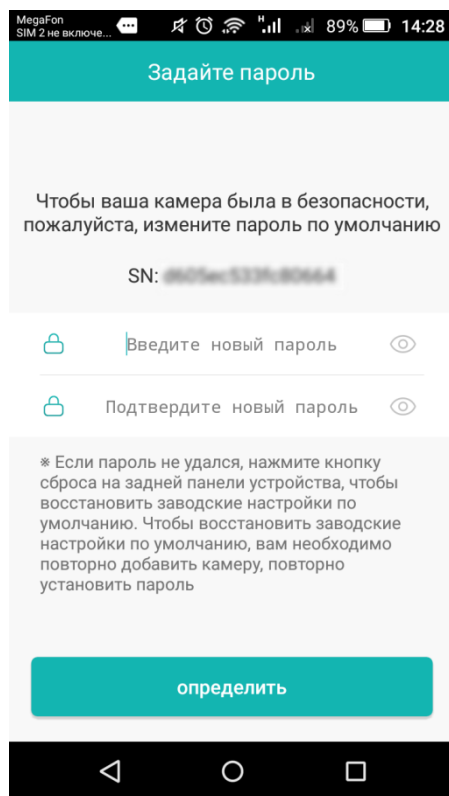 MegaFon
SIM 2 не включе...
H
89% 14:28
Задайте пароль
Чтобы ваша камера была в безопасности,
пожалуйста, измените пароль по умолчанию
SN:
Введите новый пароль
Подтвердите новый пароль
* Если пароль не удался, нажмите кнопку
сброса на задней панели устройства, чтобы
восстановить заводские настройки по
умолчанию. Чтобы восстановить заводские
настройки по умолчанию, вам необходимо
повторно добавить камеру, повторно
установить пароль
определить